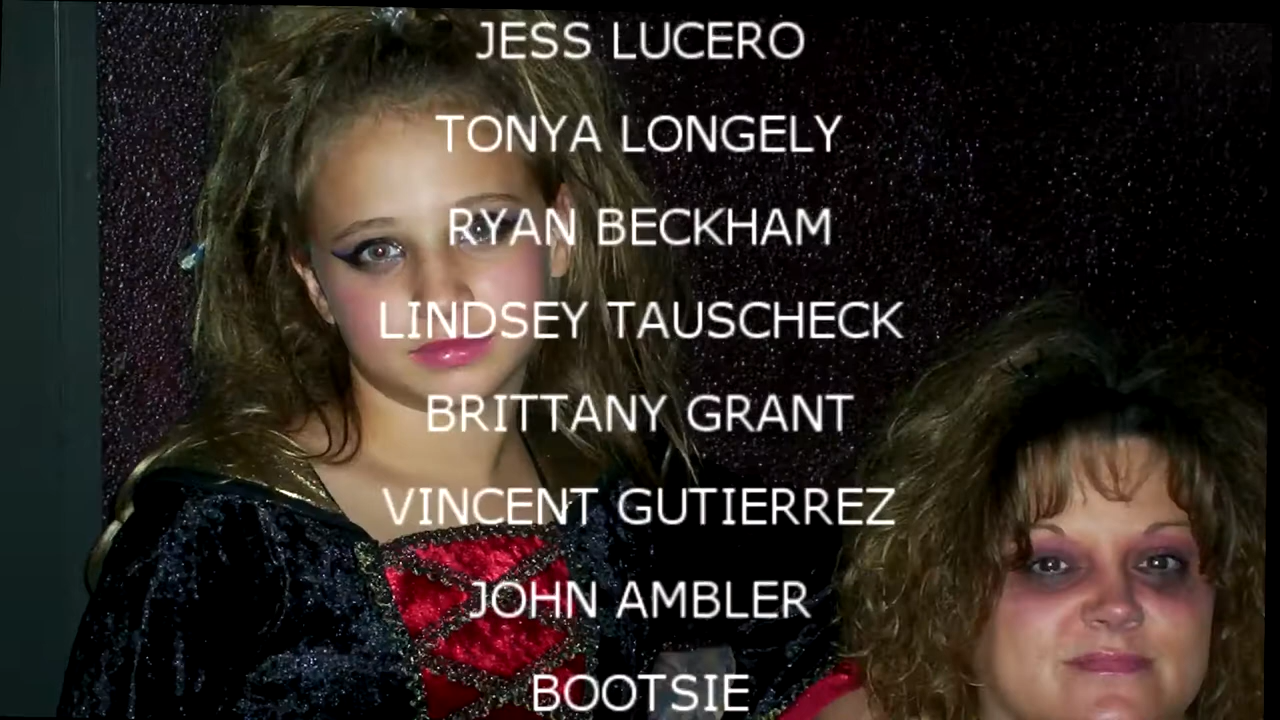 JESS LUCERO
TONYA LONGELY
RYAN BECKHAM
LINDSEY TAUSCHECK
BRITTANY GRANT
VINCENT GUTIERREZ
JOHN AMBLER
BOOTSIE